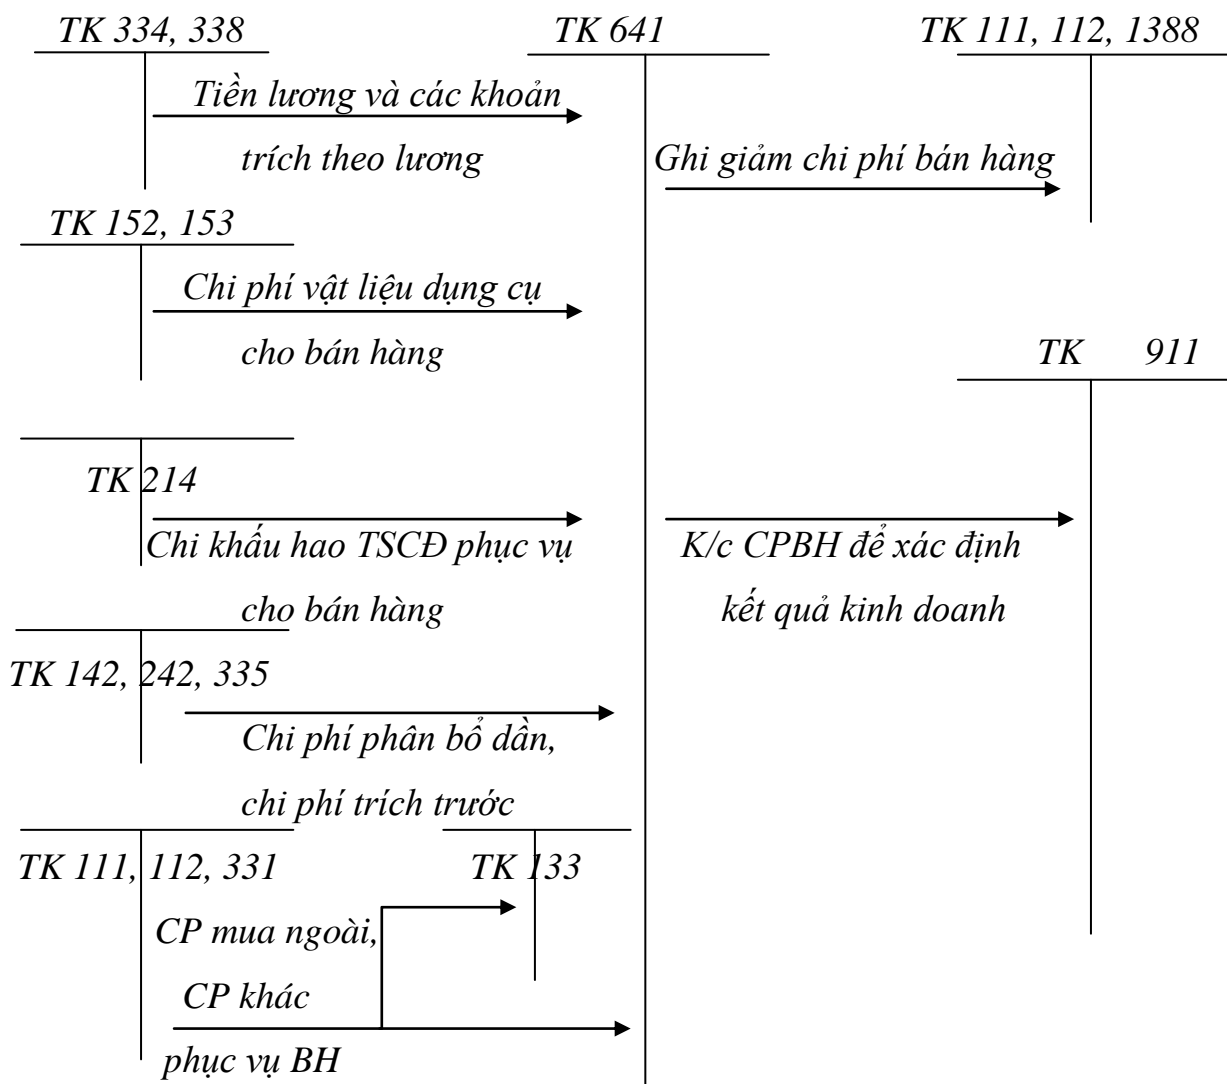 TK 334, 338
TK 641
TK 111, 112, 1388
Tiền lương và các khoản
trích theo lương
Ghi giảm chi phí bán hàng
TK 152, 153
Chi phí vật liệu dụng cụ
cho bán hàng
TK 911
TK 214
Chi khấu hao TSCĐ phục vụ
cho bán hàng
K/c CPBH để xác định
kết quả kinh doanh
TK 142, 242, 335
Chi phí phân bổ dần,
chi phí trích trước
TK 111, 112, 331
TK 133
CP mua ngoài,
CP khác
phục vụ BH